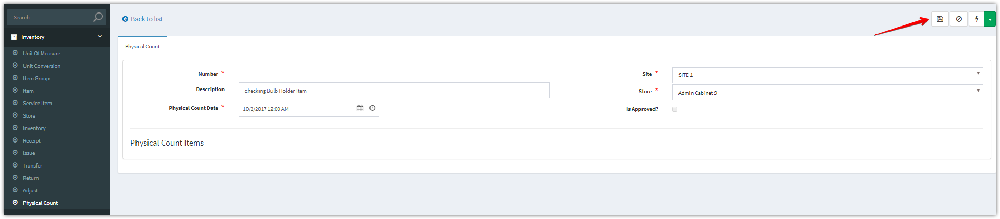 Search
Inventory
Unit Of Measure
Unit Conversion
Item Group
Item
Service Item
Store
Inventory
Receipt
Issue
Transfer
Return
Adjust
Physical Count
Back to list
Physical Count
Number *
Description checking Bulb Holder Item
Physical Count Date * 10/2/2017 12:00 AM
Site * SITE 1
Store * Admin Cabinet 9
Is Approved?
Physical Count Items